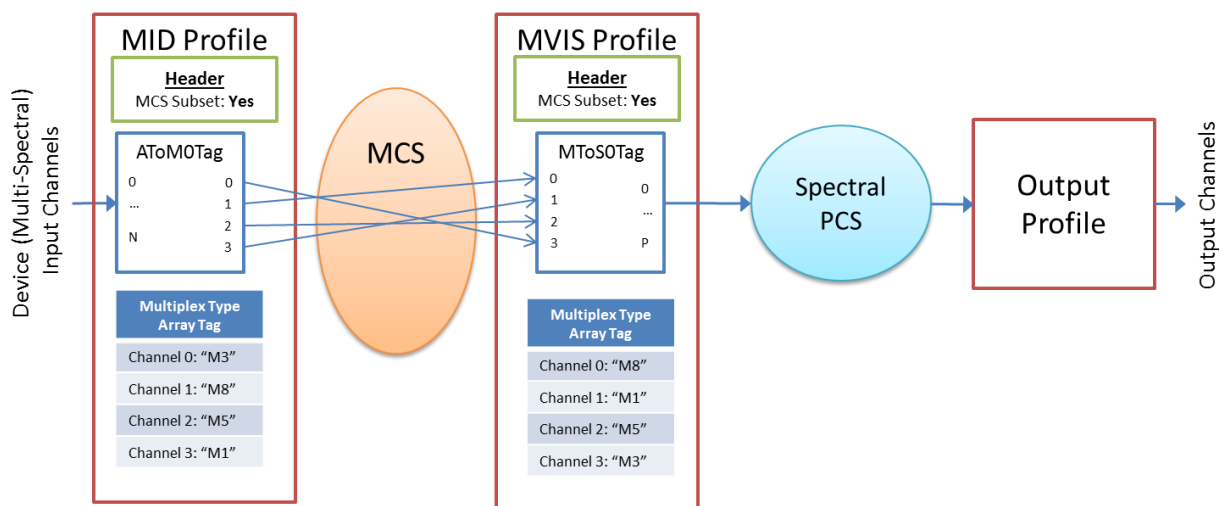 Device (Multi-Spectral)
Input Channels
MID Profile
Header
MCS Subset: Yes
AToM0Tag
0
...
N
0
1
2
3
Multiplex Type
Array Tag
Channel 0: “M3”
Channel 1: “M8”
Channel 2: “M5”
Channel 3: “M1”
MCS
MVIS Profile
Header
MCS Subset: Yes
MToS0Tag
0
1
2
3
0
...
P
Multiplex Type
Array Tag
Channel 0: “M8”
Channel 1: “M1”
Channel 2: “M5”
Channel 3: “M3”
Spectral
PCS
Output
Profile
Output Channels